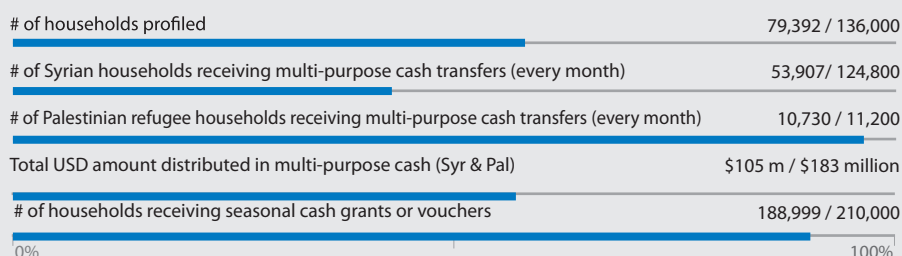 # of households profiled 79,392 / 136,000
# of Syrian households receiving multi-purpose cash transfers (every month) 53,907/ 124,800
# of Palestinian refugee households receiving multi-purpose cash transfers (every month) 10,730 / 11,200
Total USD amount distributed in multi-purpose cash (Syr & Pal) $105 m / $183 million
# of households receiving seasonal cash grants or vouchers 188,999 / 210,000
0% 100%